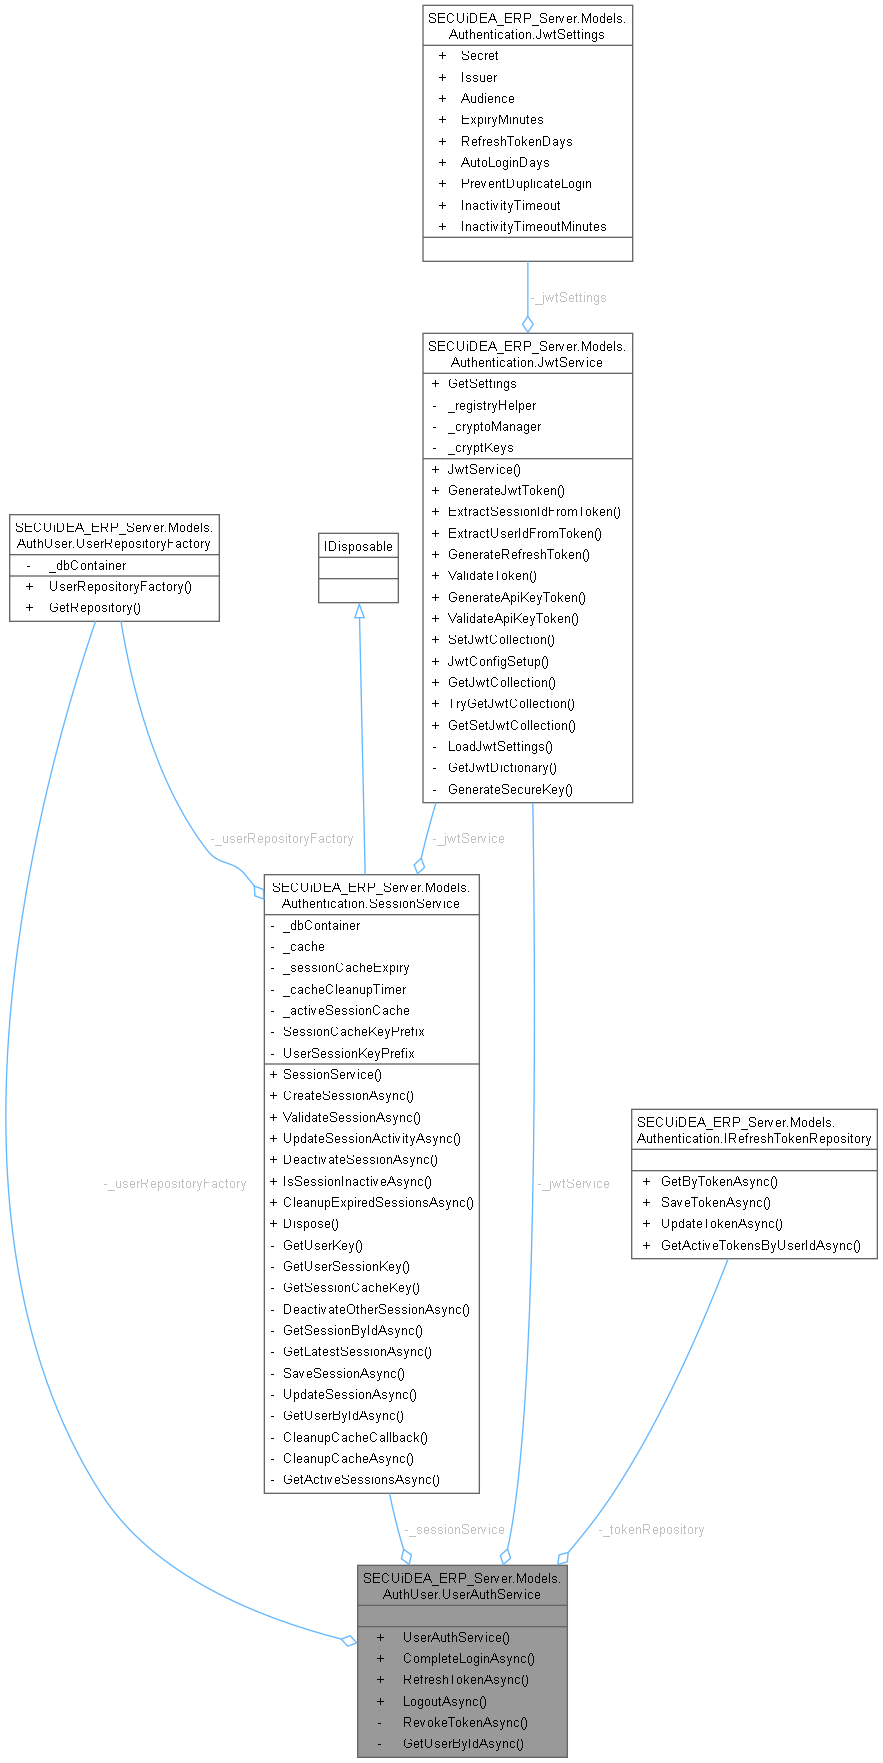 SECUiDEA_ERP_Server.Models.
Authentication.JwtSettings
+ Secret
+ Issuer
+ Audience
+ ExpiryMinutes
+ RefreshTokenDays
+ AutoLoginDays
+ PreventDuplicateLogin
+ InactivityTimeout
+ InactivityTimeoutMinutes
-_jwtSettings
SECUiDEA_ERP_Server.Models.
Authentication.JwtService
+ GetSettings
- _registryHelper
- _cryptoManager
- _cryptKeys
+ JwtService()
+ GenerateJwtToken()
+ ExtractSessionIdFromToken()
+ ExtractUserIdFromToken()
+ GenerateRefreshToken()
+ ValidateToken()
+ GenerateApiKeyToken()
+ ValidateApiKeyToken()
+ SetJwtCollection()
+ JwtConfigSetup()
+ GetJwtCollection()
+ TryGetJwtCollection()
+ GetSetJwtCollection()
- LoadJwtSettings()
- GetJwtDictionary()
- GenerateSecureKey()
SECUiDEA_ERP_Server.Models.
AuthUser.UserRepositoryFactory
- _dbContainer
+ UserRepositoryFactory()
+ GetRepository()
IDisposable
-_userRepositoryFactory
-_jwtService
SECUiDEA_ERP_Server.Models.
Authentication.SessionService
- _dbContainer
- _cache
- _sessionCacheExpiry
- _cacheCleanupTimer
- _activeSessionCache
- SessionCacheKeyPrefix
- UserSessionKeyPrefix
+ SessionService()
+ CreateSessionAsync()
+ ValidateSessionAsync()
+ UpdateSessionActivityAsync()
+ DeactivateSessionAsync()
+ IsSessionInactiveAsync()
+ CleanupExpiredSessionsAsync()
+ Dispose()
- GetUserKey()
- GetUserSessionKey()
- GetSessionCacheKey()
- DeactivateOtherSessionAsync()
- GetSessionByIdAsync()
- GetLatestSessionAsync()
- SaveSessionAsync()
- UpdateSessionAsync()
- GetUserByIdAsync()
- CleanupCacheCallback()
- CleanupCacheAsync()
- GetActiveSessionsAsync()
-_userRepositoryFactory
-_jwtService
SECUiDEA_ERP_Server.Models.
Authentication.IRefreshTokenRepository
+ GetByTokenAsync()
+ SaveTokenAsync()
+ UpdateTokenAsync()
+ GetActiveTokensByUserIdAsync()
-_sessionService
-_tokenRepository
SECUiDEA_ERP_Server.Models.
AuthUser.UserAuthService
+ UserAuthService()
+ CompleteLoginAsync()
+ RefreshTokenAsync()
+ LogoutAsync()
- RevokeTokenAsync()
- GetUserByIdAsync()